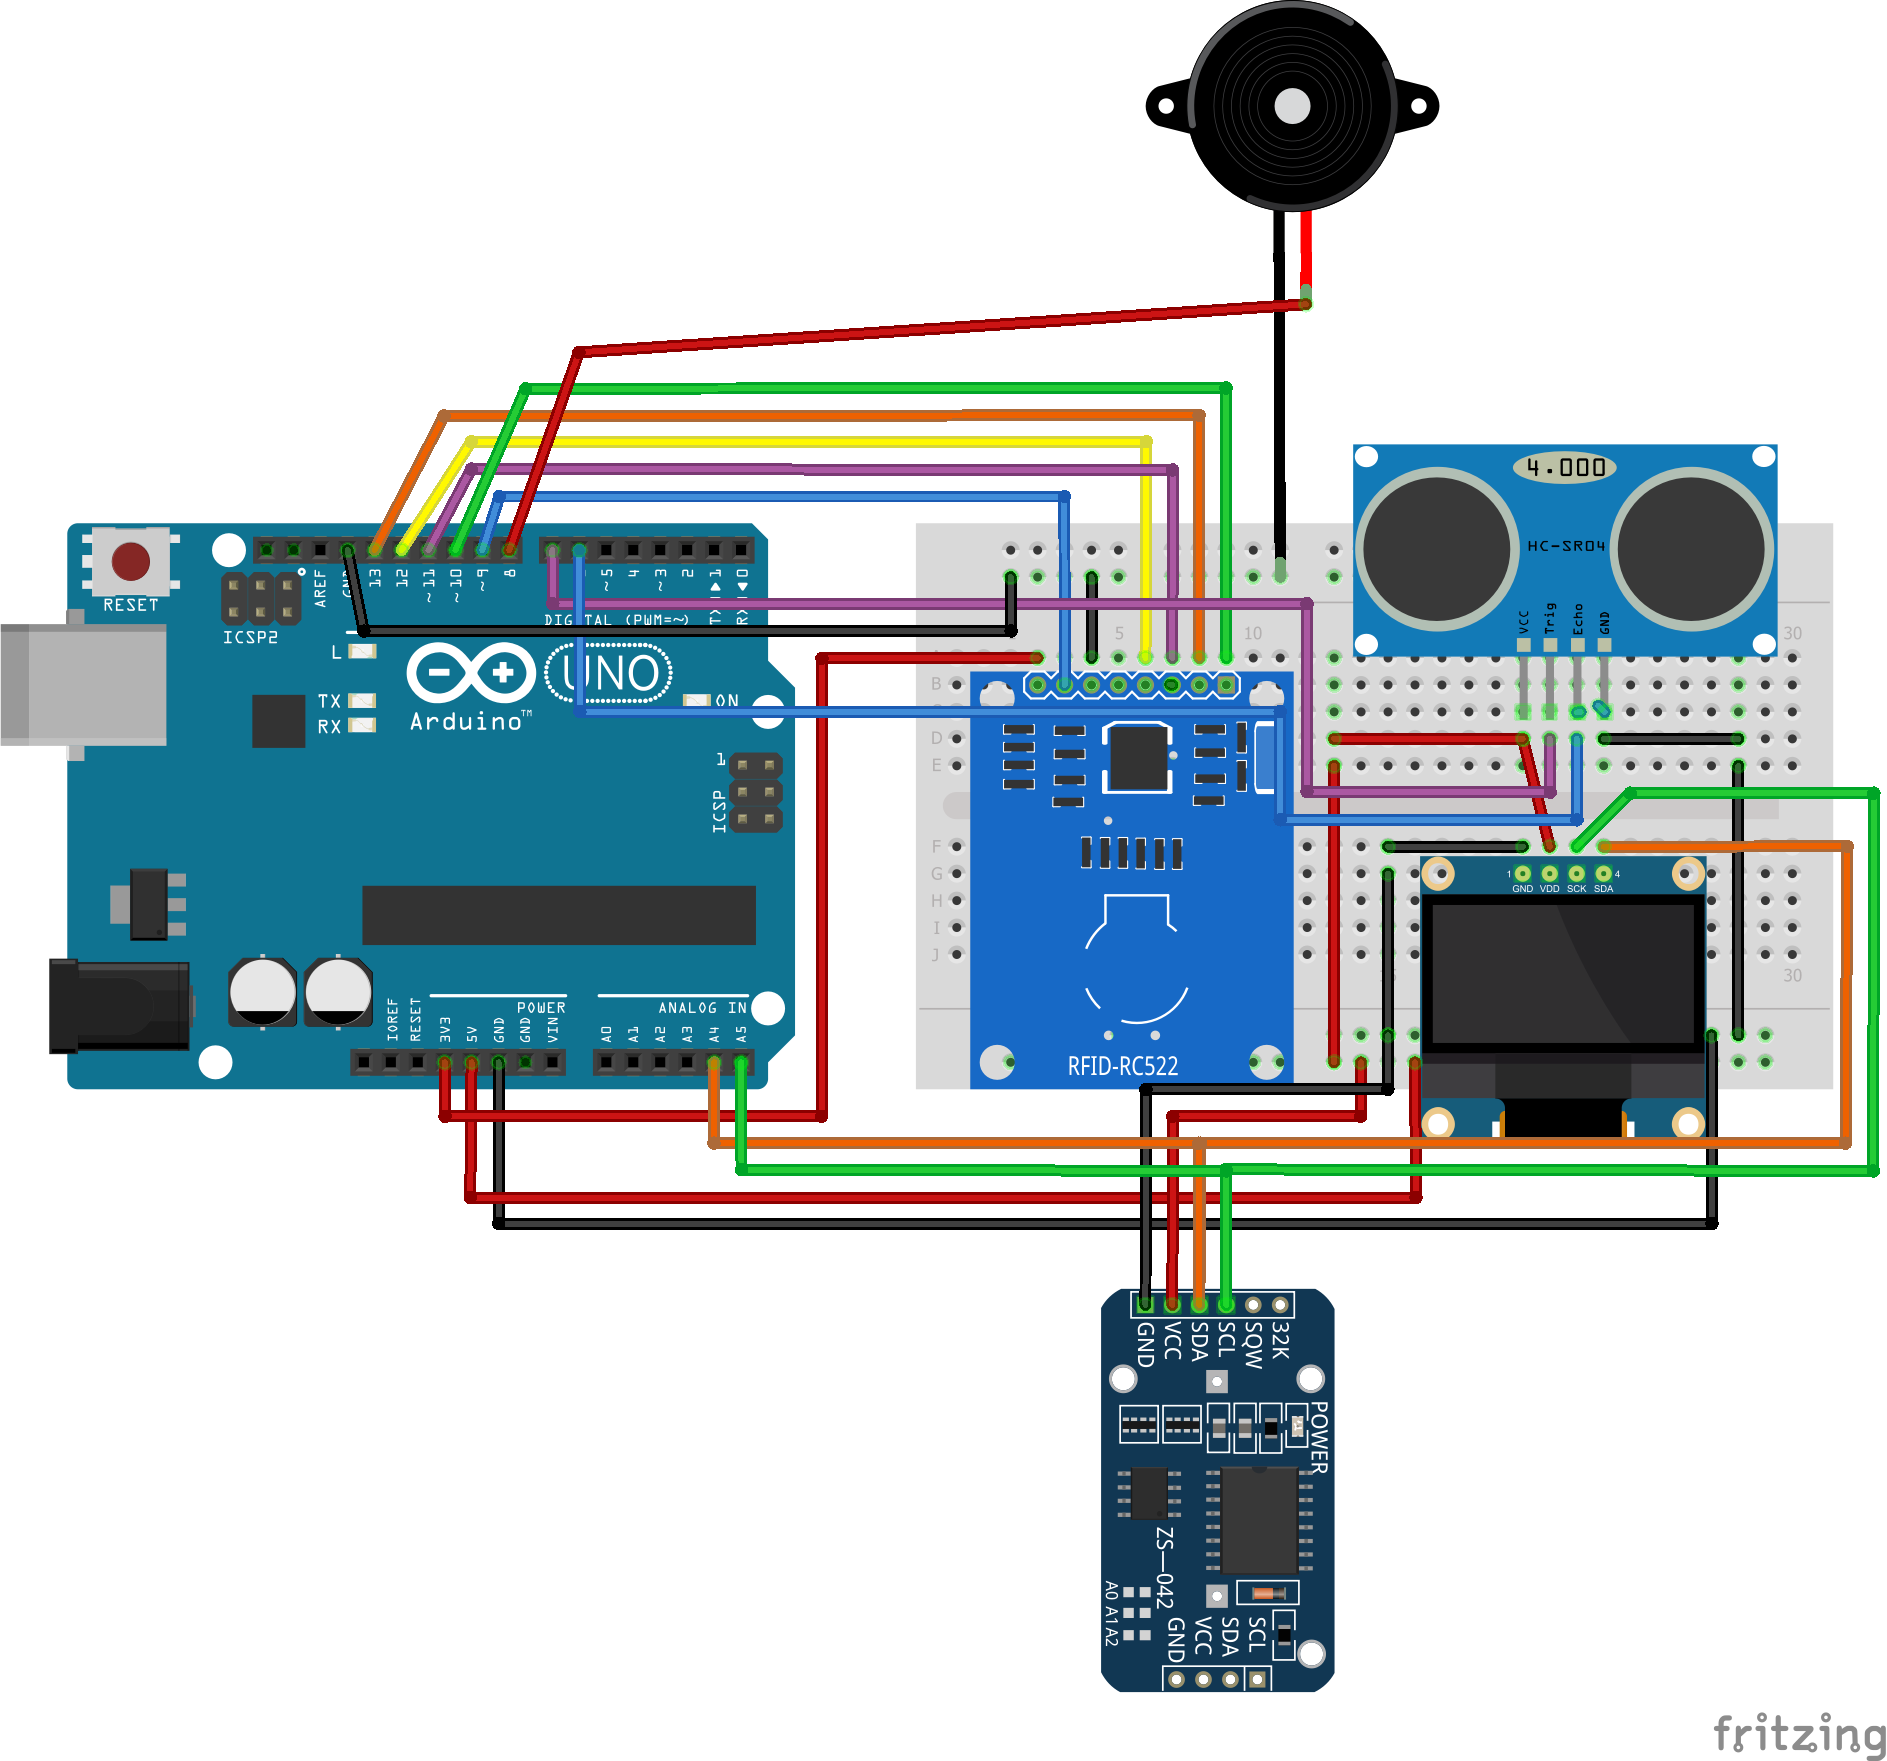 4.000
HC-SR04
VCC
Trig
Echo
GND
RESET
ICSP2
AREF
GND
13
12
~11
~10
~9
8
~5
4
~3
2
TX▶1
RX◀0
DIGITAL (PWM=~)
L
TX
RX
UNO
Arduino™
ON
1
ICSP
IOREF
RESET
3V3
5V
GND
GND
VIN
POWER
A0
A1
A2
A3
A4
A5
ANALOG IN
5
10
30
B
D
E
F
G
H
I
J
30
RFID-RC522
1
4
GND
VDD
SCK
SDA
GND
VCC
SDA
SCL
SQW
32K
POWER
ZS-042
A0 A1 A2
GND
VCC
SDA
SCL
fritzing